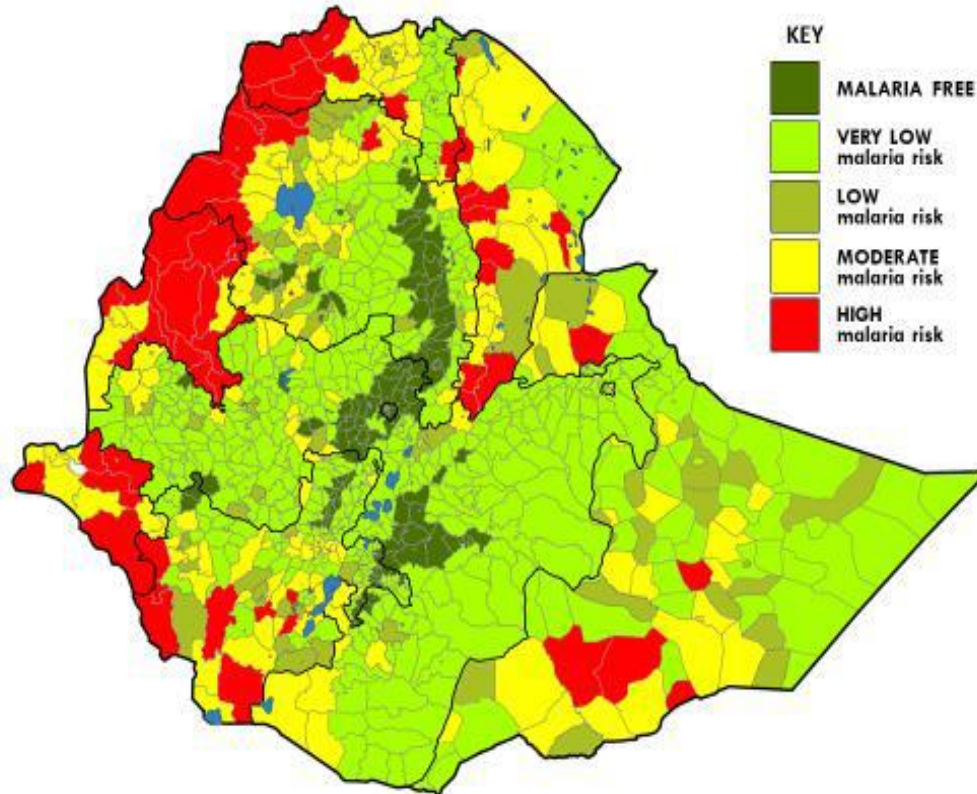 KEY
MALARIA FREE
VERY LOW
malaria risk
LOW
malaria risk
MODERATE
malaria risk
HIGH
malaria risk